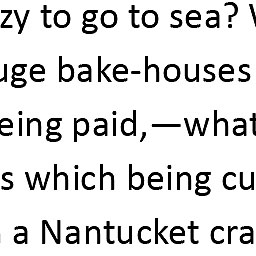 zy to go to sea?
uge bake-houses
eing paid,—what
s which being cu
a Nantucket cra